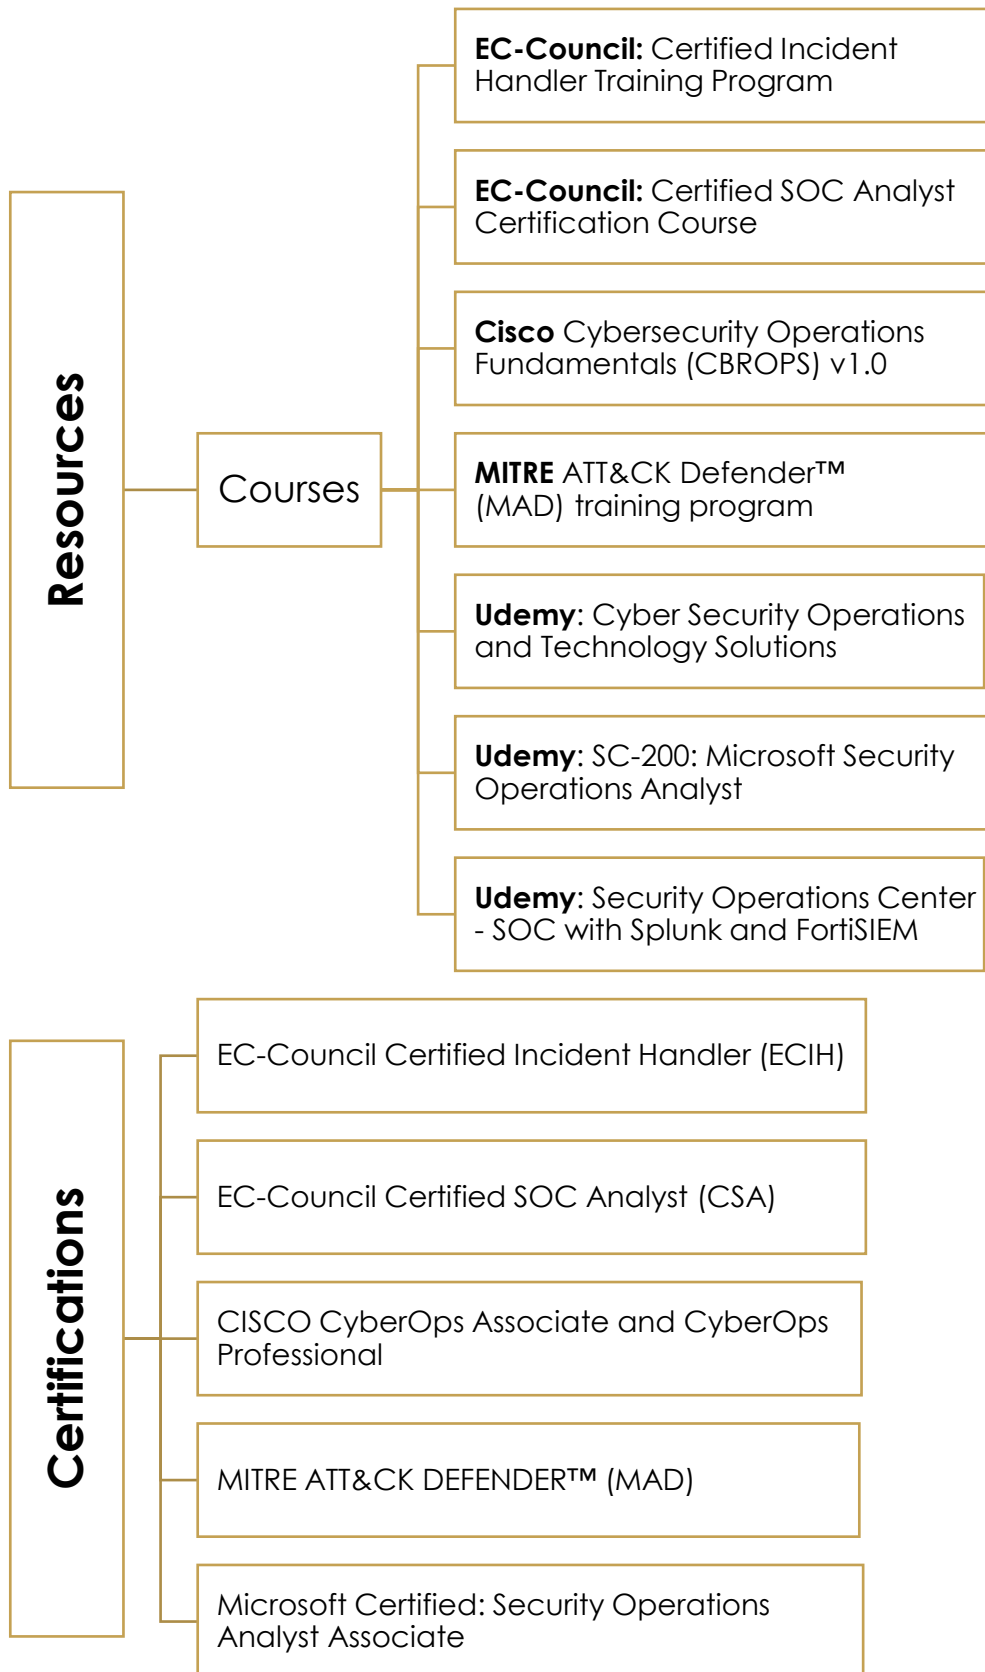 Resources
Courses
EC-Council: Certified Incident
Handler Training Program
EC-Council: Certified SOC Analyst
Certification Course
Cisco Cybersecurity Operations
Fundamentals (CBROPS) v1.0
MITRE ATT&CK Defender™
(MAD) training program
Udemy: Cyber Security Operations
and Technology Solutions
Udemy: SC-200: Microsoft Security
Operations Analyst
Udemy: Security Operations Center
- SOC with Splunk and FortiSIEM
Certifications
EC-Council Certified Incident Handler (ECIH)
EC-Council Certified SOC Analyst (CSA)
CISCO CyberOps Associate and CyberOps
Professional
MITRE ATT&CK DEFENDER™ (MAD)
Microsoft Certified: Security Operations
Analyst Associate